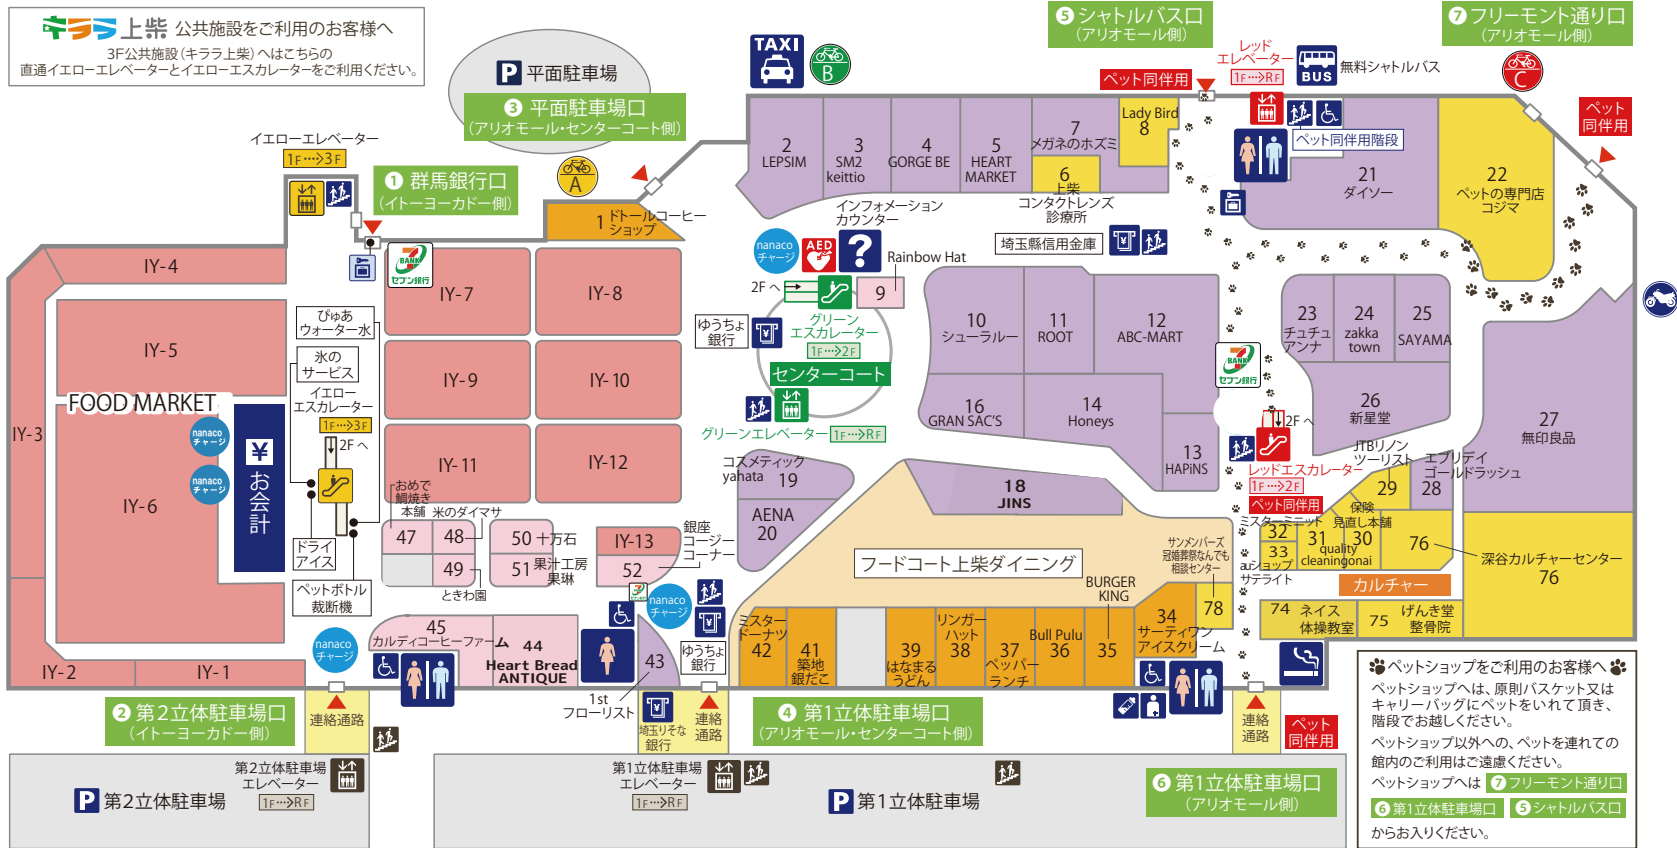 キララ上柴 公共施設をご利用のお客様へ
3F公共施設(キララ上柴)へはこちらの
直通イエローエレベーターとイエローエスカレーターをご利用ください。
P 平面駐車場
❸ 平面駐車場口
(アリオモール・センターコート側)
A
TAXI
B
❺ シャトルバス口
(アリオモール側)
❼ フリーモント通り口
(アリオモール側)
レッド
エレベーター
1F⋯>RF
BUS
無料シャトルバス
C
ペット同伴用
ペット
同伴用
ペット同伴用階段
イエローエレベーター
1F⋯>3F
❶ 群馬銀行口
(イトーヨーカドー側)
1 ドトールコーヒー
ショップ
2
LEPSIM
3
SM2
keittio
4
GORGE BE
5
HEART
MARKET
7
メガネのホズミ
Lady Bird
8
6
上柴
コンタクトレンズ
診療所
21
ダイソー
22
ペットの専門店
コジマ
インフォメーション
カウンター
nanaco
チャージ
AED
?
埼玉縣信用金庫
Rainbow Hat
9
2F へ
グリーン
エスカレーター
1F⋯>2F
センターコート
ゆうちょ
銀行
グリーンエレベーター 1F⋯>RF
7
BANK
セブン銀行
IY-4
IY-5
FOOD MARKET
IY-3
IY-6
IY-2
IY-1
IY-7
IY-8
IY-9
IY-10
IY-11
IY-12
IY-13
ぴゅあ
ウォーター水
氷の
サービス
イエロー
エスカレーター
1F⋯>3F
2F へ
nanaco
チャージ
nanaco
チャージ
¥
お会計
ドライ
アイス
ペットボトル
裁断機
nanaco
チャージ
おめで
鯛焼き
本舗
47
米のダイマサ
48
49
ときわ園
50 十万石
51 果汁工房
果琳
銀座
コージー
コーナー
52
nanaco
チャージ
ゆうちょ
銀行
45
カルディコーヒーファーム
44
Heart Bread
ANTIQUE
43
1st
フローリスト
埼玉りそな
銀行
10
シューラルー
11
ROOT
12
ABC-MART
16
GRAN SAC'S
14
Honeys
13
HAPiNS
7
BANK
セブン銀行
23
チュチュ
アンナ
24
zakka
town
25
SAYAMA
26
新星堂
27
無印良品
2F へ
レッドエスカレーター
1F⋯>2F
ペット同伴用
コスメティック
yahata
19
AENA
20
18
JINS
フードコート上柴ダイニング
サンメンバーズ
冠婚葬祭なんでも
相談センター
78
BURGER
KING
35
34
サーティワン
アイスクリーム
ミスター
ドーナツ
42
41
築地
銀だこ
39
はなまる
うどん
リンガー
ハット
38
37
ペッパー
ランチ
Bull Pulu
36
JTBリノン
ツーリスト
29
エブリデイ
ゴールドラッシュ
28
保険
見直し本舗
30
ミスターミニット
32
33
auショップ
サテライト
31
quality
cleaningonai
76
深谷カルチャーセンター
76
カルチャー
74 ネイス
体操教室
75
げんき堂
整骨院
❷ 第2立体駐車場口
(イトーヨーカドー側)
連絡通路
❹ 第1立体駐車場口
(アリオモール・センターコート側)
連絡
通路
連絡
通路
ペット
同伴用
P 第2立体駐車場
第2立体駐車場
エレベーター
1F⋯>RF
第1立体駐車場
エレベーター
1F⋯>RF
P 第1立体駐車場
❻ 第1立体駐車場口
(アリオモール側)
ペットショップをご利用のお客様へ
ペットショップへは、原則バスケット又は
キャリーバッグにペットをいれて頂き、
階段でお越しください。
ペットショップ以外への、ペットを連れての
館内のご利用はご遠慮ください。
ペットショップへは ❼ フリーモント通り口
❻ 第1立体駐車場口 ❺ シャトルバス口
からお入りください。